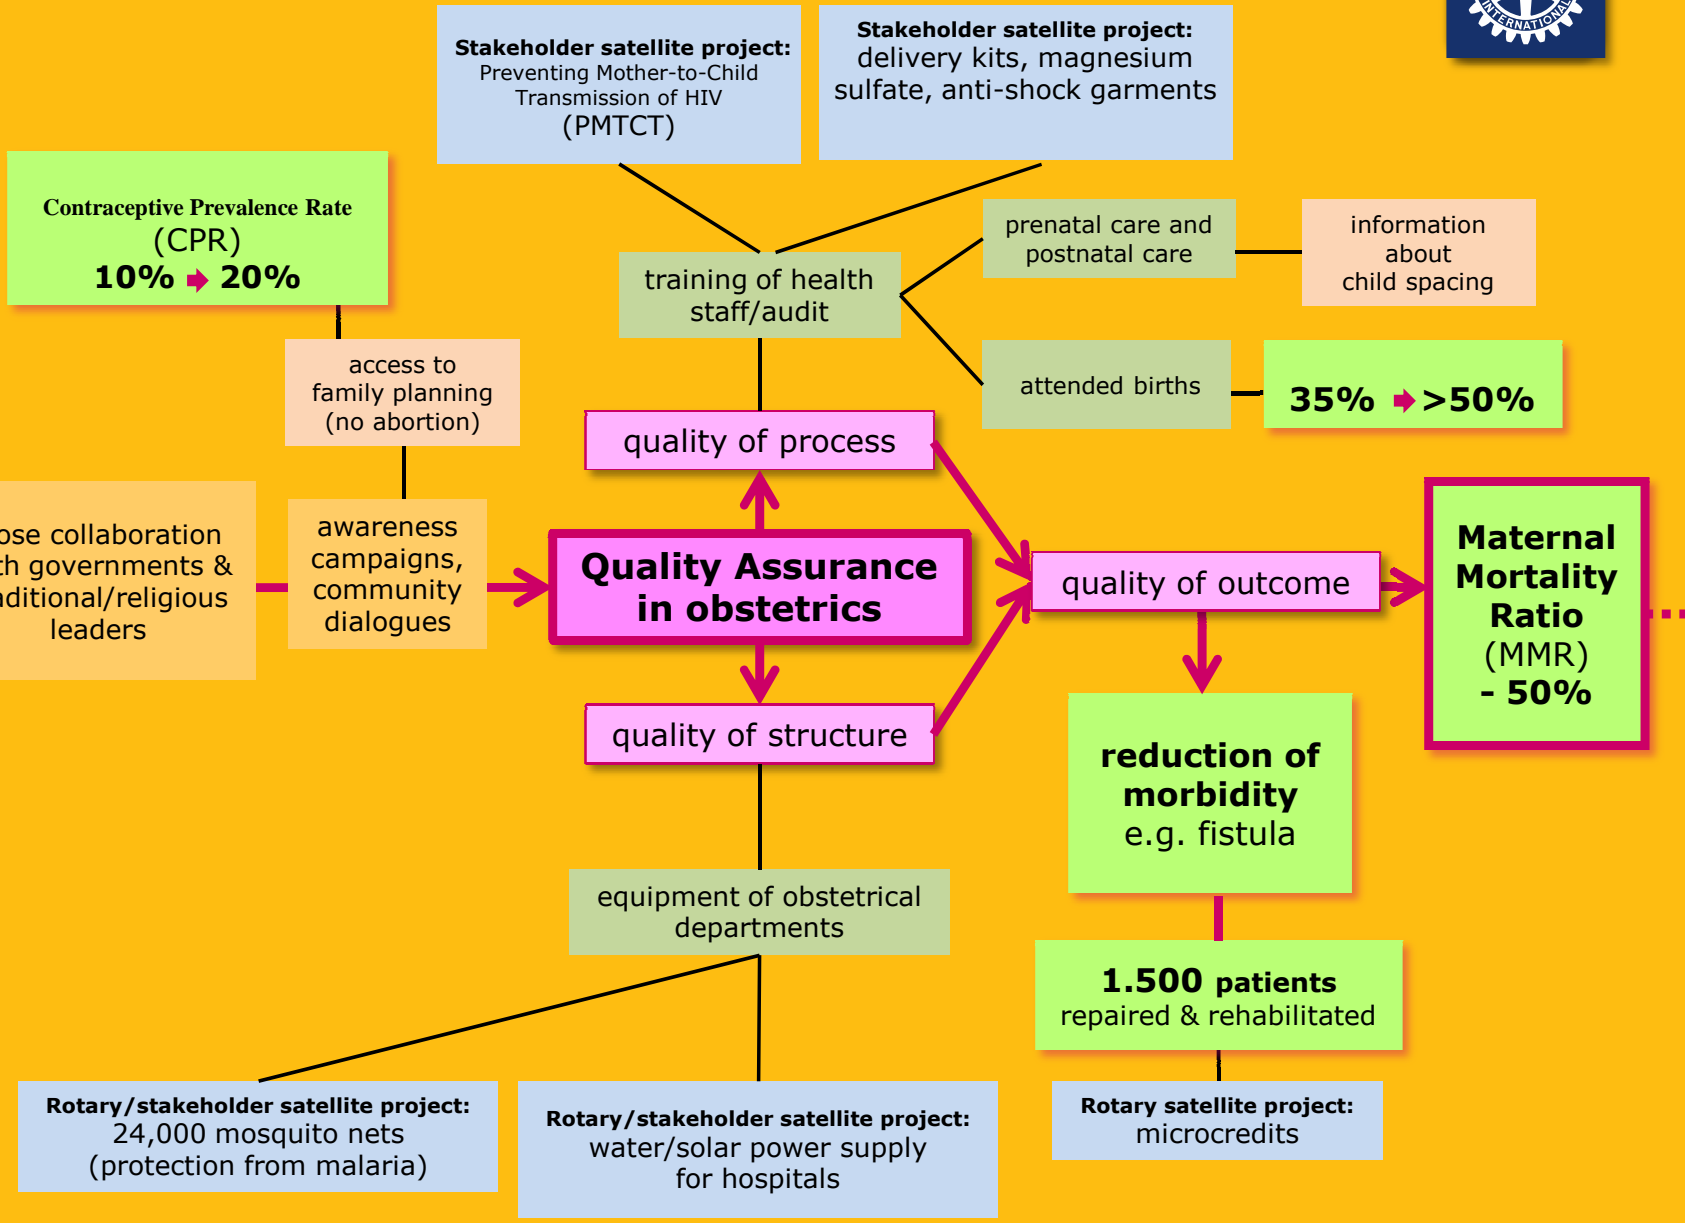 INTERNATIONAL
Stakeholder satellite project:
Preventing Mother-to-Child
Transmission of HIV
(PMTCT)
Stakeholder satellite project:
delivery kits, magnesium
sulfate, anti-shock garments
Contraceptive Prevalence Rate
(CPR)
10% 20%
training of health
staff/audit
prenatal care and
postnatal care
information
about
child spacing
access to
family planning
(no abortion)
attended births
35% >50%
quality of process
ose collaboration
th governments &
aditional/religious
leaders
awareness
campaigns,
community
dialogues
Quality Assurance
in obstetrics
quality of outcome
Maternal
Mortality
Ratio
(MMR)
- 50%
quality of structure
reduction of
morbidity
e.g. fistula
equipment of obstetrical
departments
1.500 patients
repaired & rehabilitated
Rotary/stakeholder satellite project:
24,000 mosquito nets
(protection from malaria)
Rotary/stakeholder satellite project:
water/solar power supply
for hospitals
Rotary satellite project:
microcredits